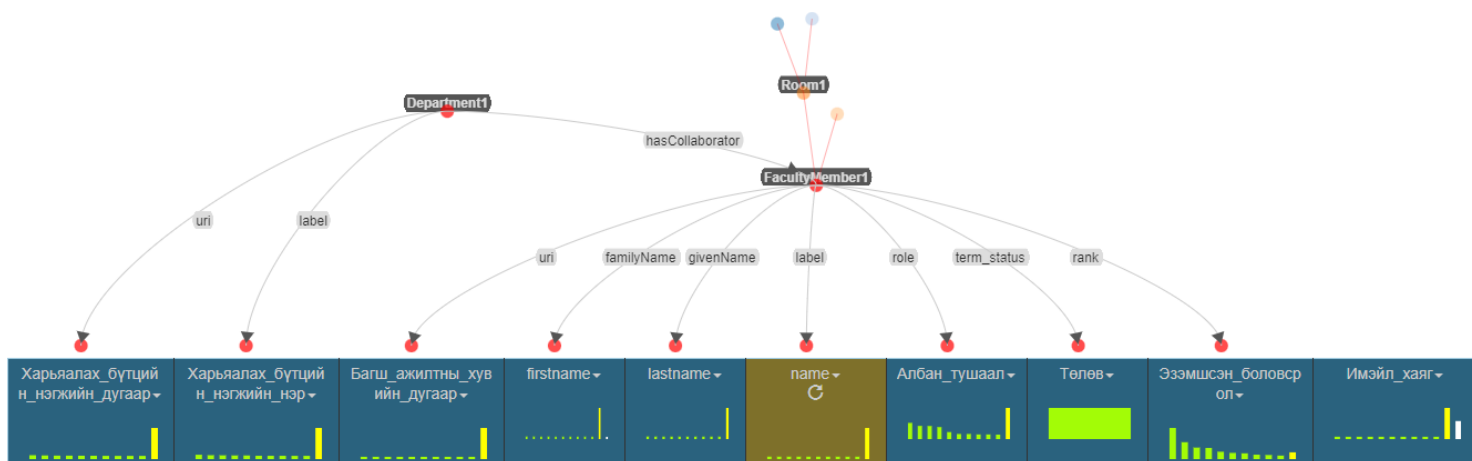 Room1
Department1
hasCollaborator
FacultyMember1
uri
label
uri
familyName
givenName
label
role
term_status
rank
Харьяалах_бүтций
н_нэгжийн_дугаар
Харьяалах_бүтций
н_нэгжийн_нэр
Багш_ажилтны_хув
ийн_дугаар
firstname
lastname
name
Албан_тушаал
Төлөв
Эзэмшсэн_боловср
ол
Имэйл_хаяг